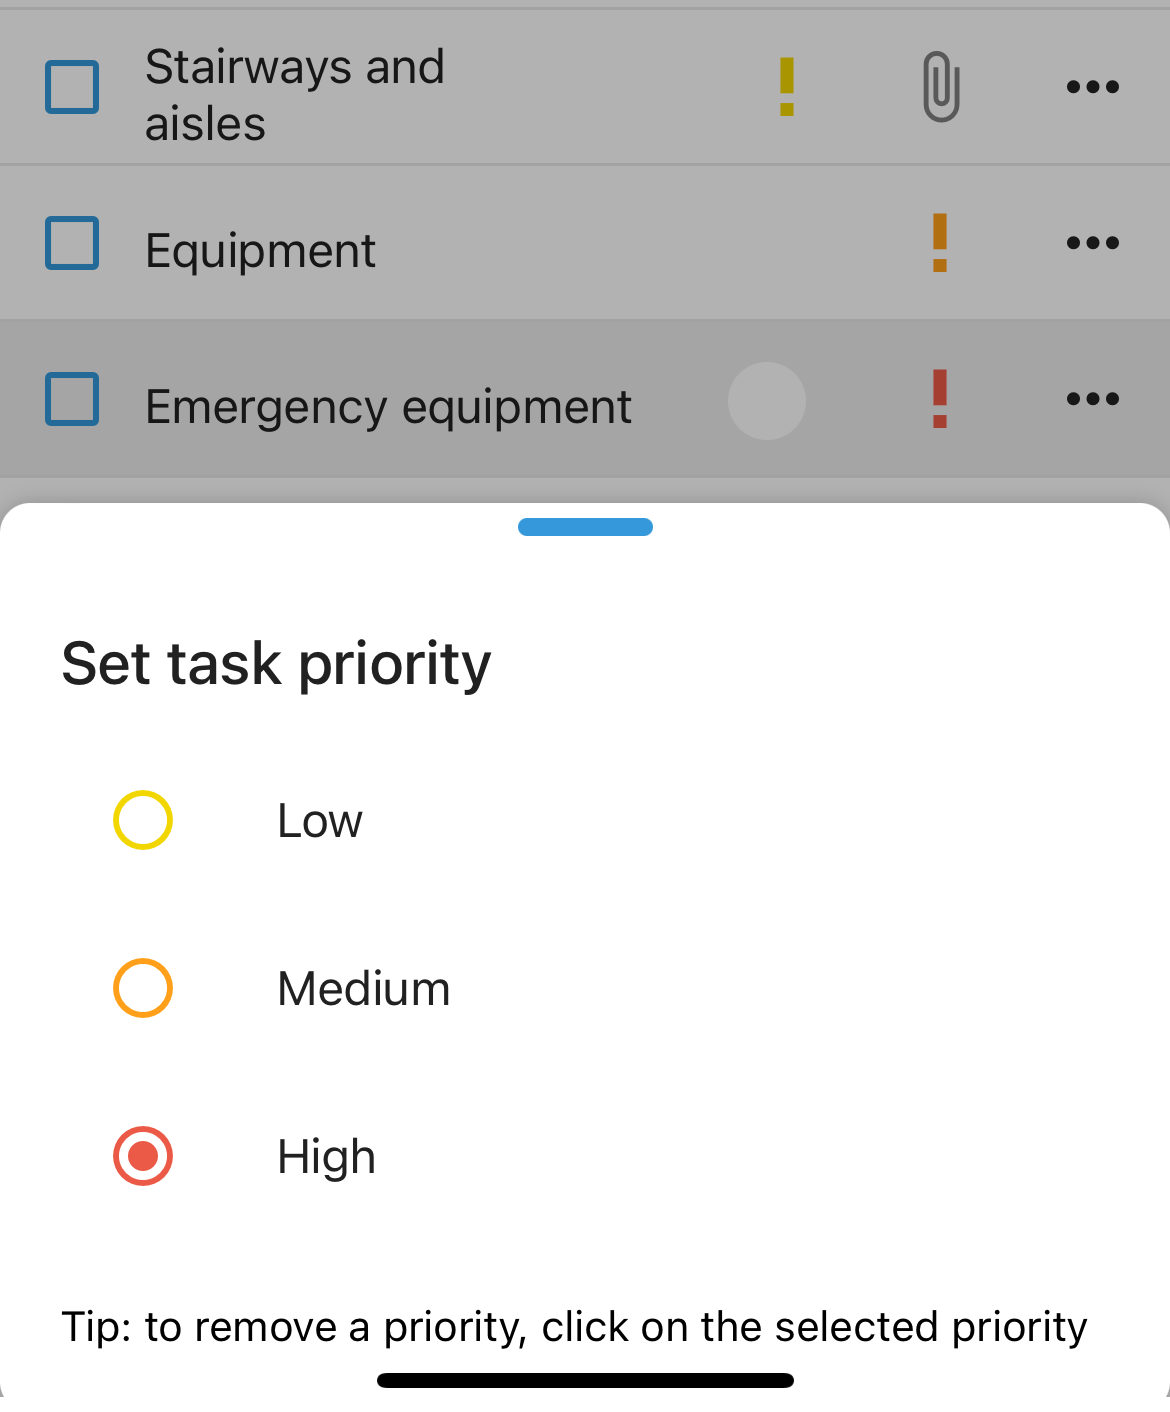 Stairways and
aisles
Equipment
Emergency equipment
Set task priority
Low
Medium
High
Tip: to remove a priority, click on the selected priority